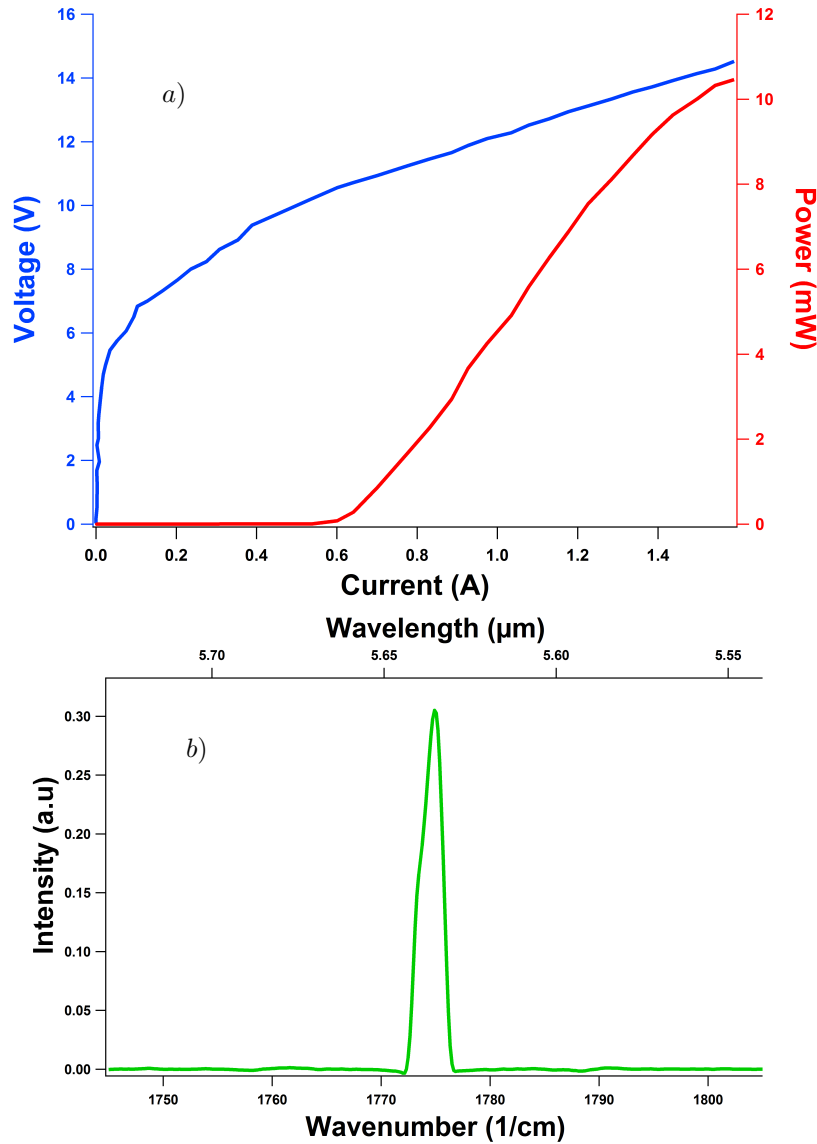 a)
Voltage (V)
16
14
12
10
8
6
4
2
0
Power (mW)
12
10
8
6
4
2
0
0.0 0.2 0.4 0.6 0.8 1.0 1.2 1.4
Current (A)
Wavelength (µm)
5.70 5.65 5.60 5.55
b)
Intensity (a.u)
0.30
0.25
0.20
0.15
0.10
0.05
0.00
1750 1760 1770 1780 1790 1800
Wavenumber (1/cm)